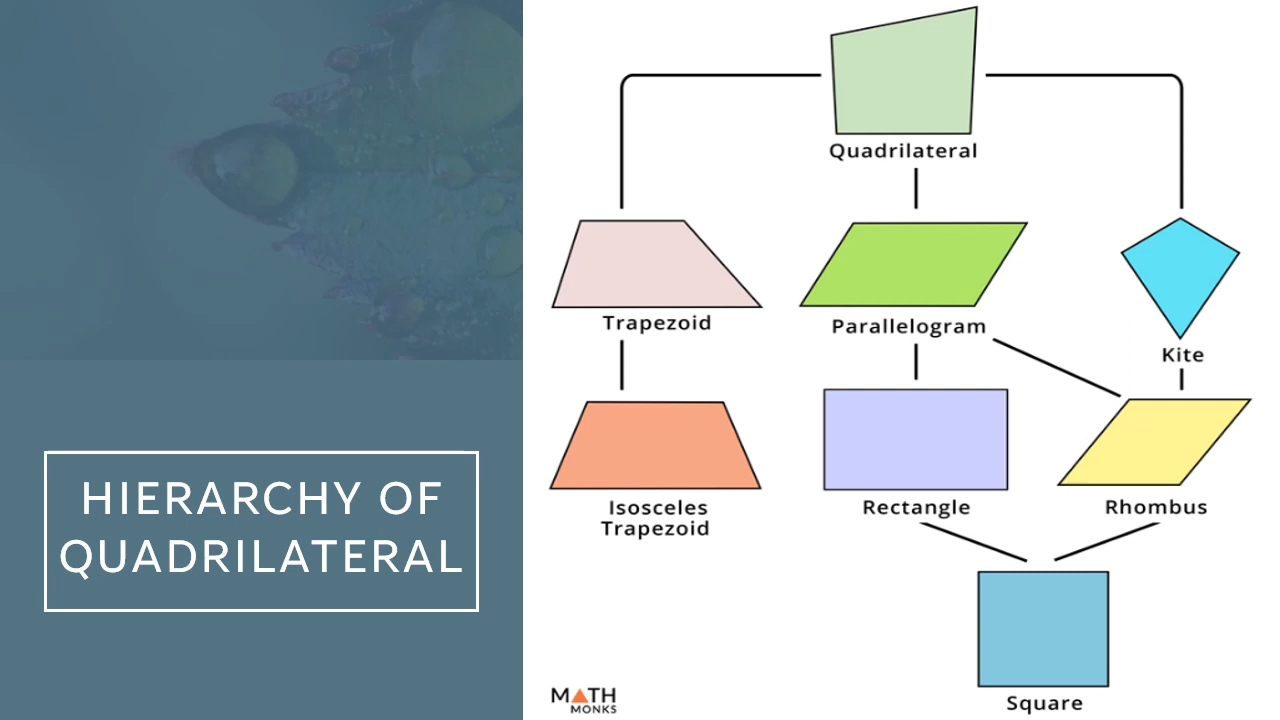 HIERARCHY OF
QUADRILATERAL
Quadrilateral
Trapezoid
Parallelogram
Kite
Isosceles
Trapezoid
Rectangle
Rhombus
Square
MATH
MONKS